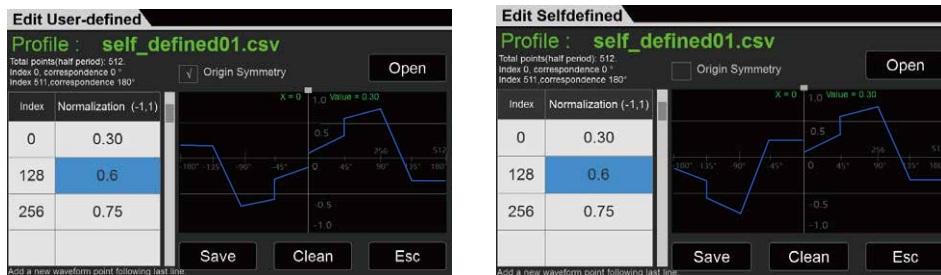 Edit User-defined
Profile : self_defined01.csv
Total points(half period): 512.
Index 0, correspondence 0 °
Index 511,correspondence 180°
√ Origin Symmetry
Open
Index Normalization (-1,1)
0 0.30
128 0.6
256 0.75
X = 0 Value = 0.30
1.0
0.5
256 512
-180° -135° -90° -45° 0 45° 90° 135° 180
-0.5
-1.0
Save Clean Esc
Add a new waveform point following last line.
Edit Selfdefined
Profile : self_defined01.csv
Total points(half period): 512.
Index 0, correspondence 0 °
Index 511,correspondence 180°
Origin Symmetry
Open
Index Normalization (-1,1)
0 0.30
128 0.6
256 0.75
X = 0 Value = 0.30
1.0
0.5
256 51
-180° -135° 90° -45° 0 45° 90° 135° 180
-0.5
-1.0
Save Clean Esc
Add a new waveform point following last line.